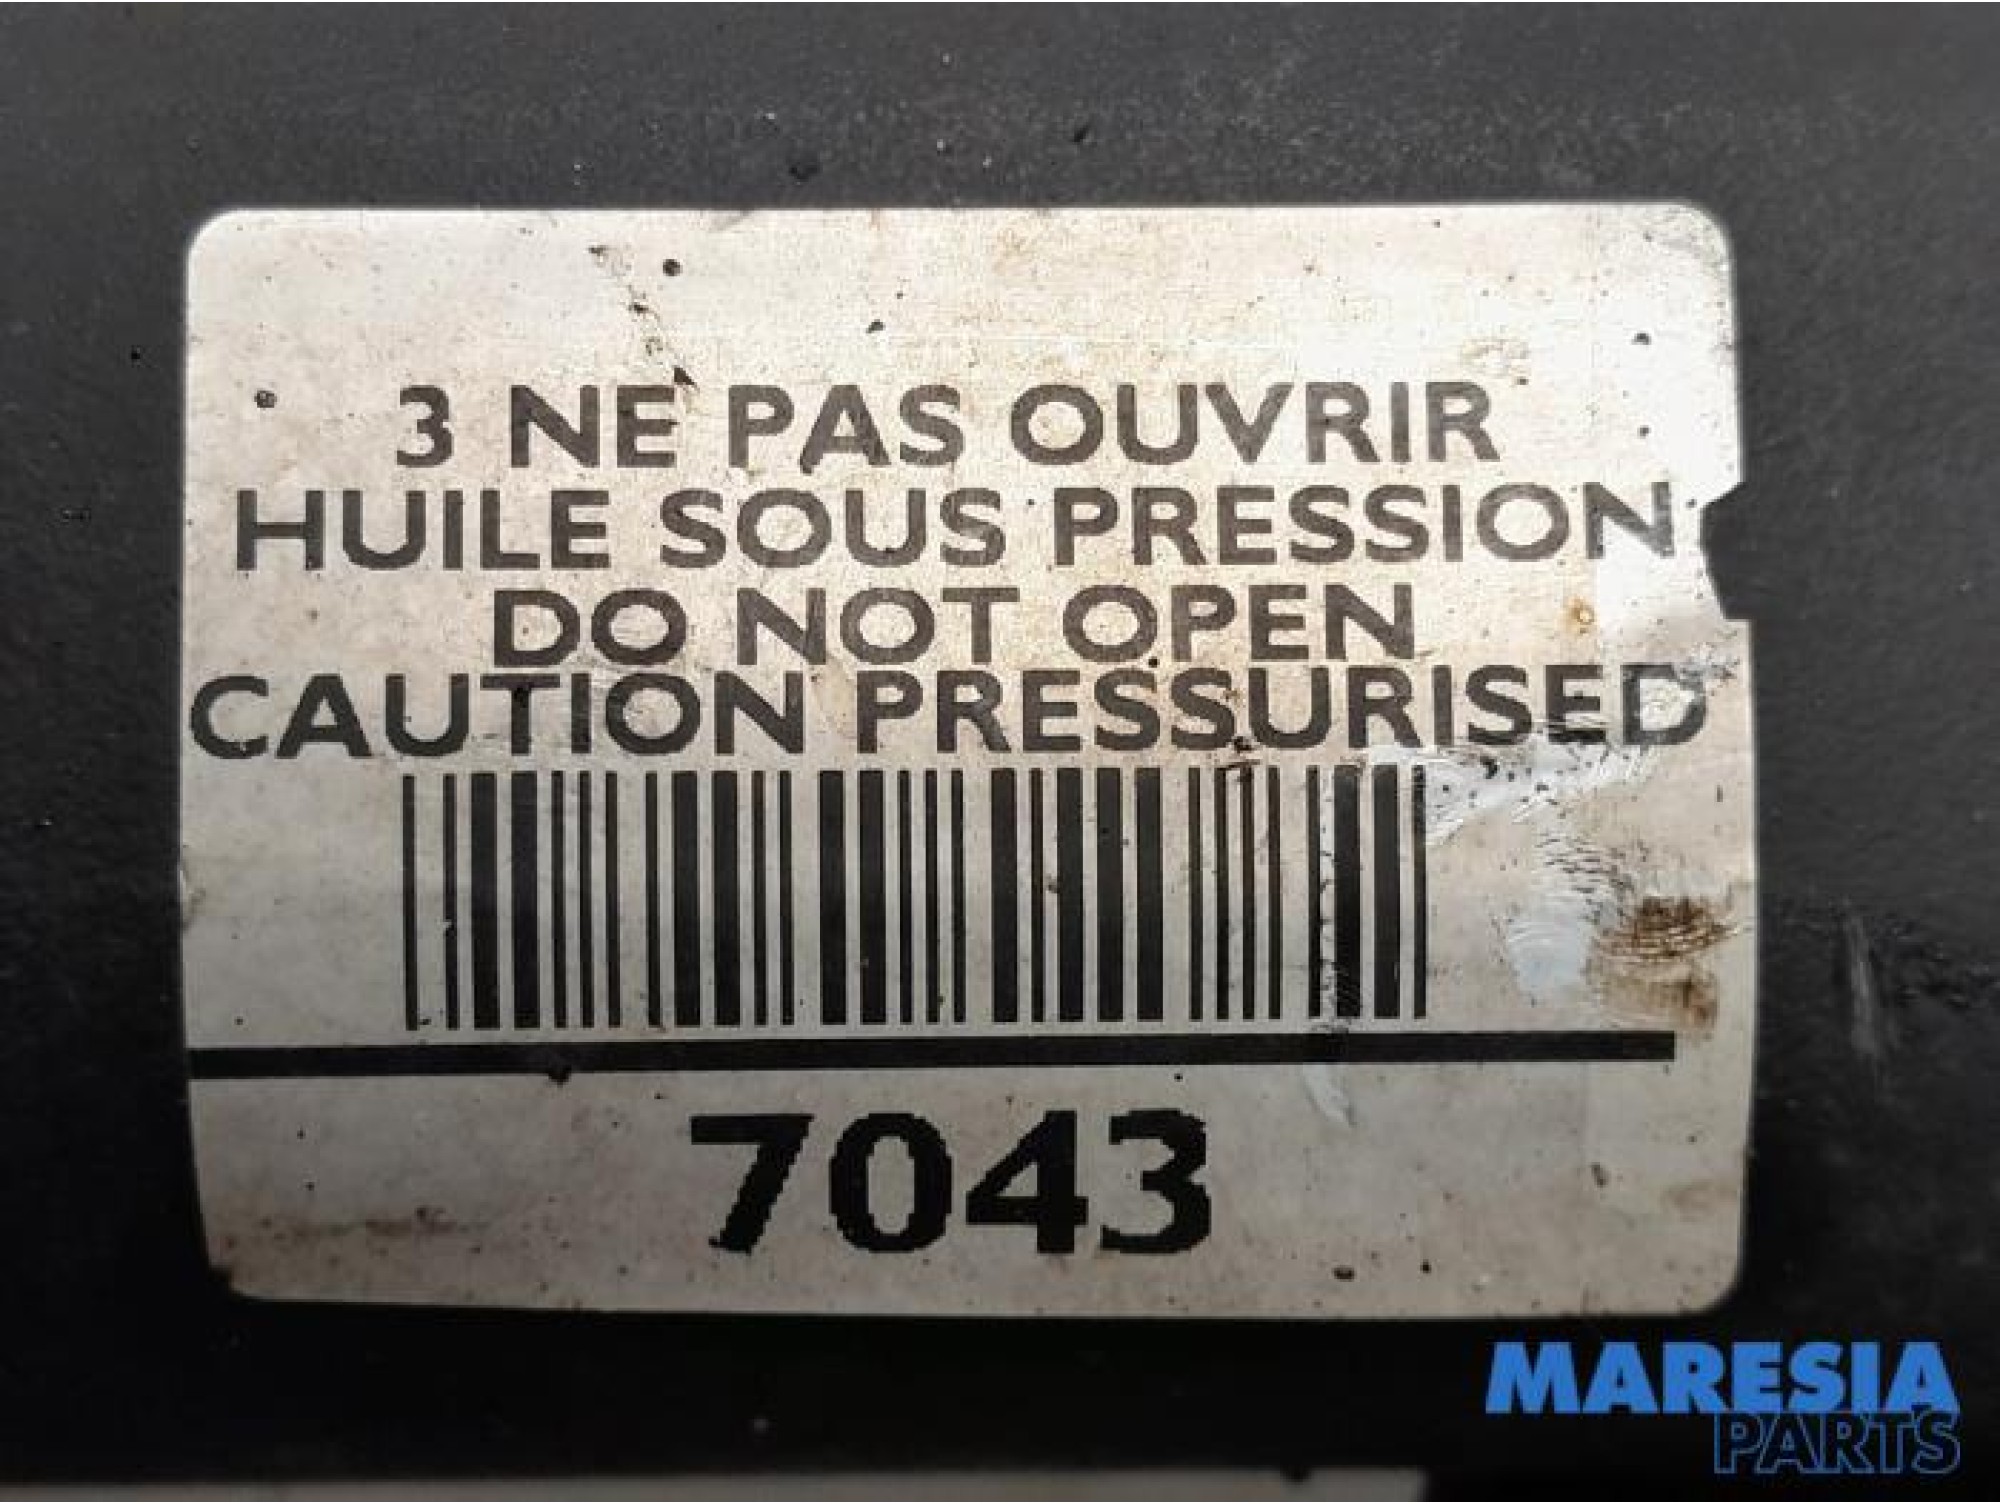 3 NE PAS OUVRIR
HUILE SOUS PRESSION
DO NOT OPEN
CAUTION PRESSURISED
7043
MARESIA
PARTS